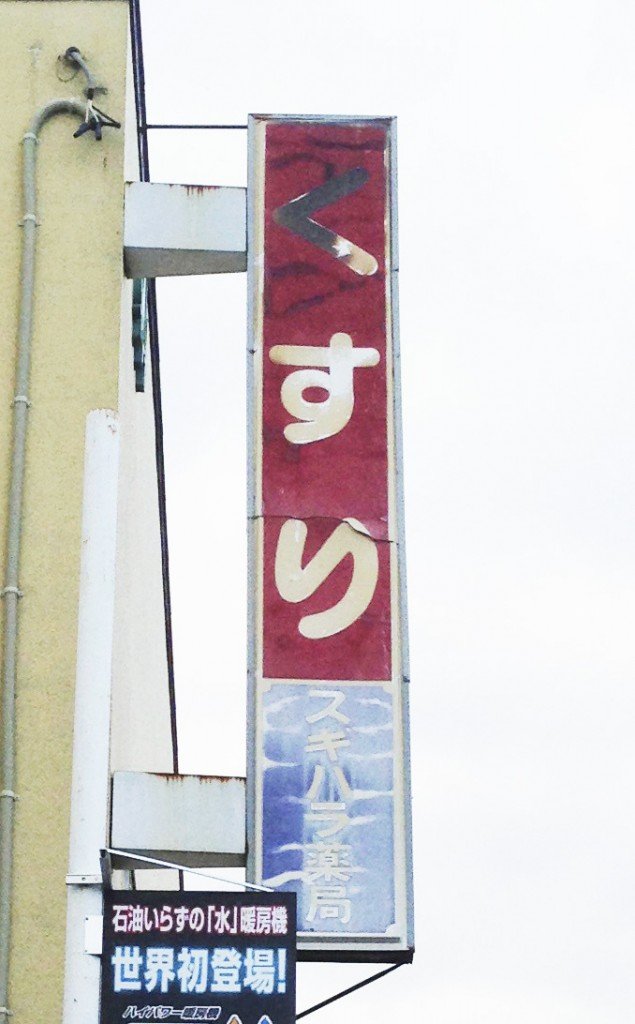 くすり
スギハラ薬局
石油いらずの「水」暖房機
世界初登場!
ハイパワー暖房機